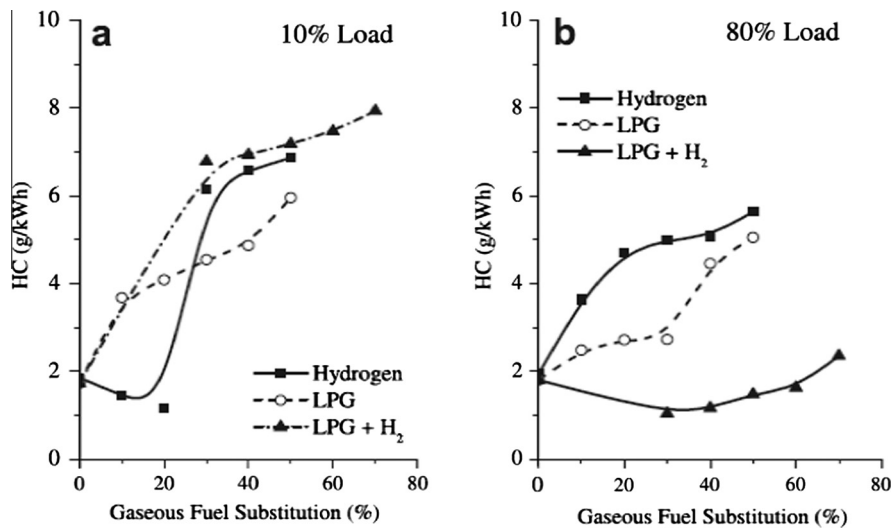 a
10% Load
HC (g/kWh)
10
8
6
4
2
0
Hydrogen
LPG
LPG + H₂
0 20 40 60 80
Gaseous Fuel Substitution (%)
b
80% Load
HC (g/kWh)
10
8
6
4
2
0
Hydrogen
LPG
LPG + H₂
0 20 40 60 80
Gaseous Fuel Substitution (%)